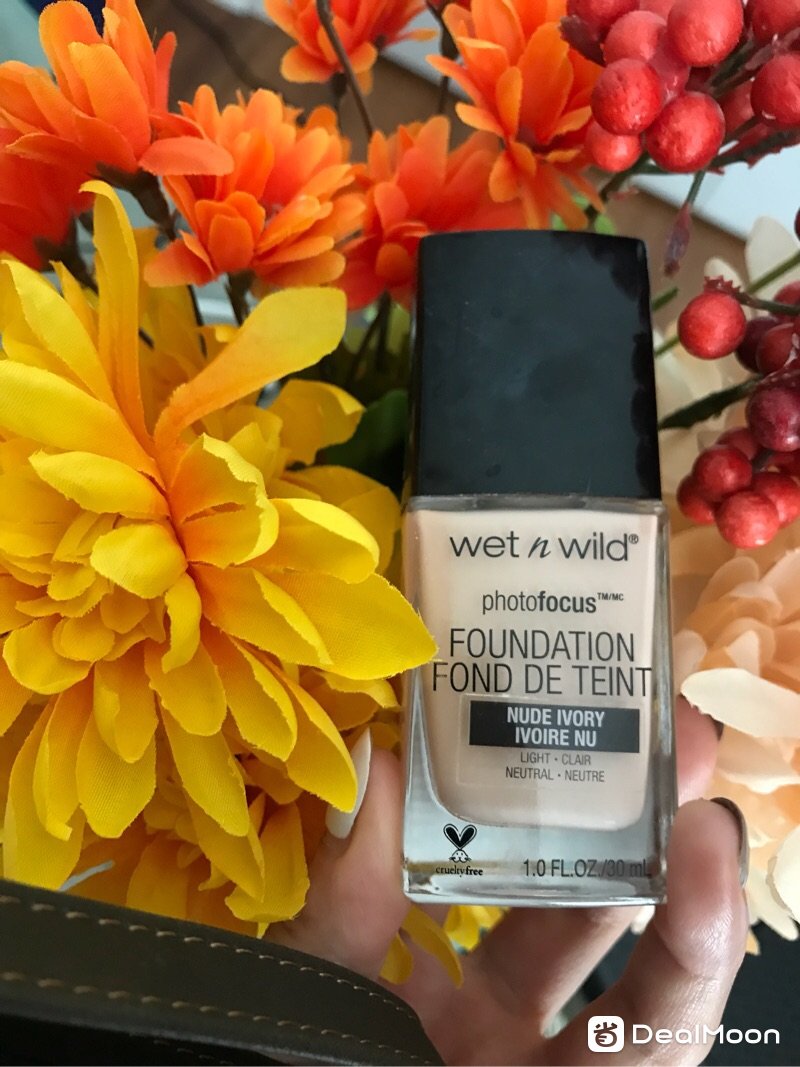 wet n wild®
photofocus™/MC
FOUNDATION
FOND DE TEINT
NUDE IVORY
IVOIRE NU
LIGHT • CLAIR
NEUTRAL • NEUTRE
crueltyfree
1.0 FL.OZ./30 mL
DealMoon